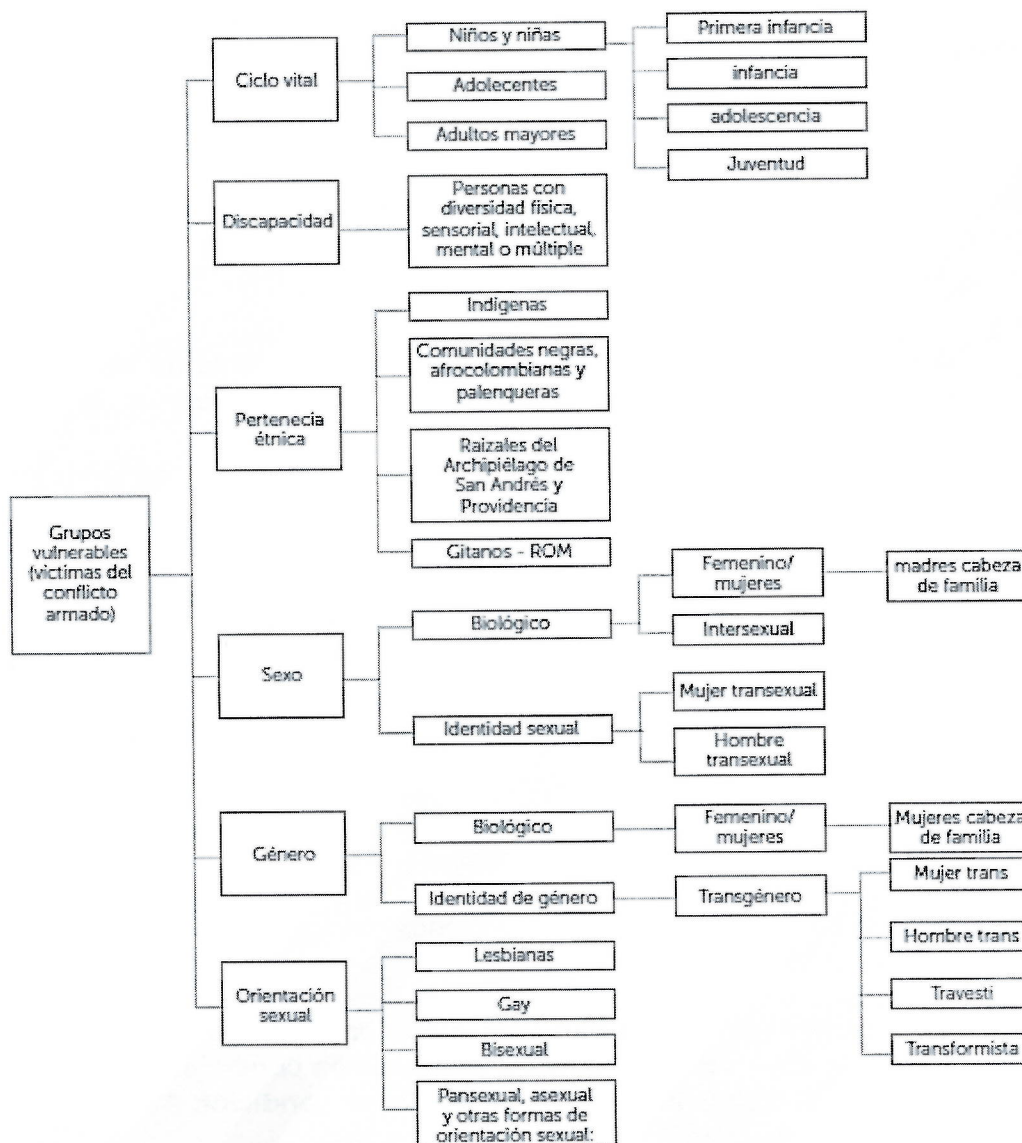 Grupos
vulnerables
(victimas del
conflicto
armado)
Ciclo vital
Niños y niñas
Primera infancia
infancia
adolescencia
Juventud
Adolecentes
Adultos mayores
Discapacidad
Personas con
diversidad física,
sensorial, intelectual,
mental o múltiple
Pertenecia
étnica
Indígenas
Comunidades negras,
afrocolombianas y
palenqueras
Raizales del
Archipiélago de
San Andrés y
Providencia
Gitanos - ROM
Sexo
Biológico
Femenino/
mujeres
madres cabeza
de familia
Intersexual
Identidad sexual
Mujer transexual
Hombre
transexual
Género
Biológico
Femenino/
mujeres
Mujeres cabeza
de familia
Identidad de género
Transgénero
Mujer trans
Hombre trans
Travesti
Transformista
Orientación
sexual
Lesbianas
Gay
Bisexual
Pansexual, asexual
y otras formas de
orientación sexual: